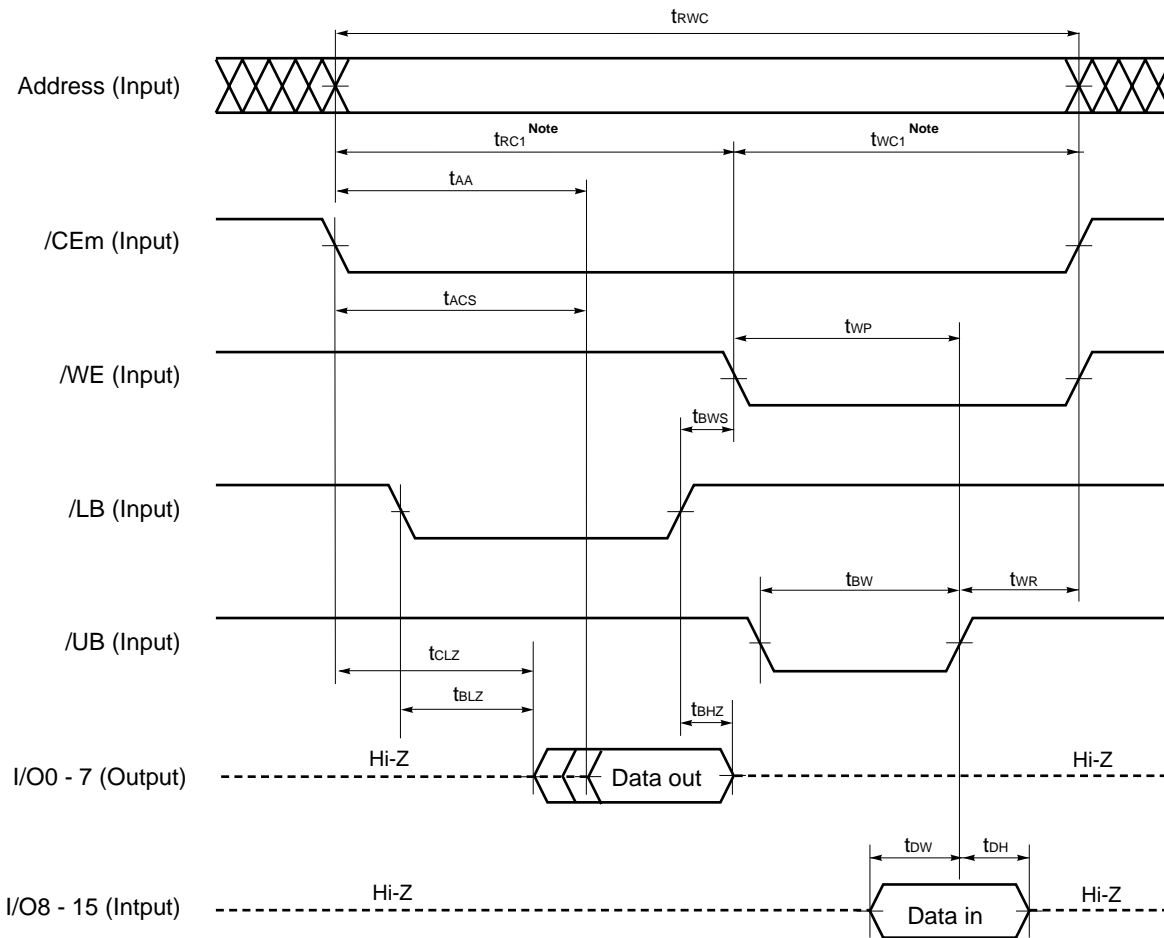 tRWC
Address (Input)
tRC1 Note
tWC1 Note
tAA
/CEm (Input)
tACS
tWP
/WE (Input)
tBWS
/LB (Input)
tBW
tWR
/UB (Input)
tCLZ
tBLZ
tBHZ
Hi-Z
Hi-Z
I/O0 - 7 (Output)
Data out
tDW
tDH
Hi-Z
Hi-Z
I/O8 - 15 (Intput)
Data in